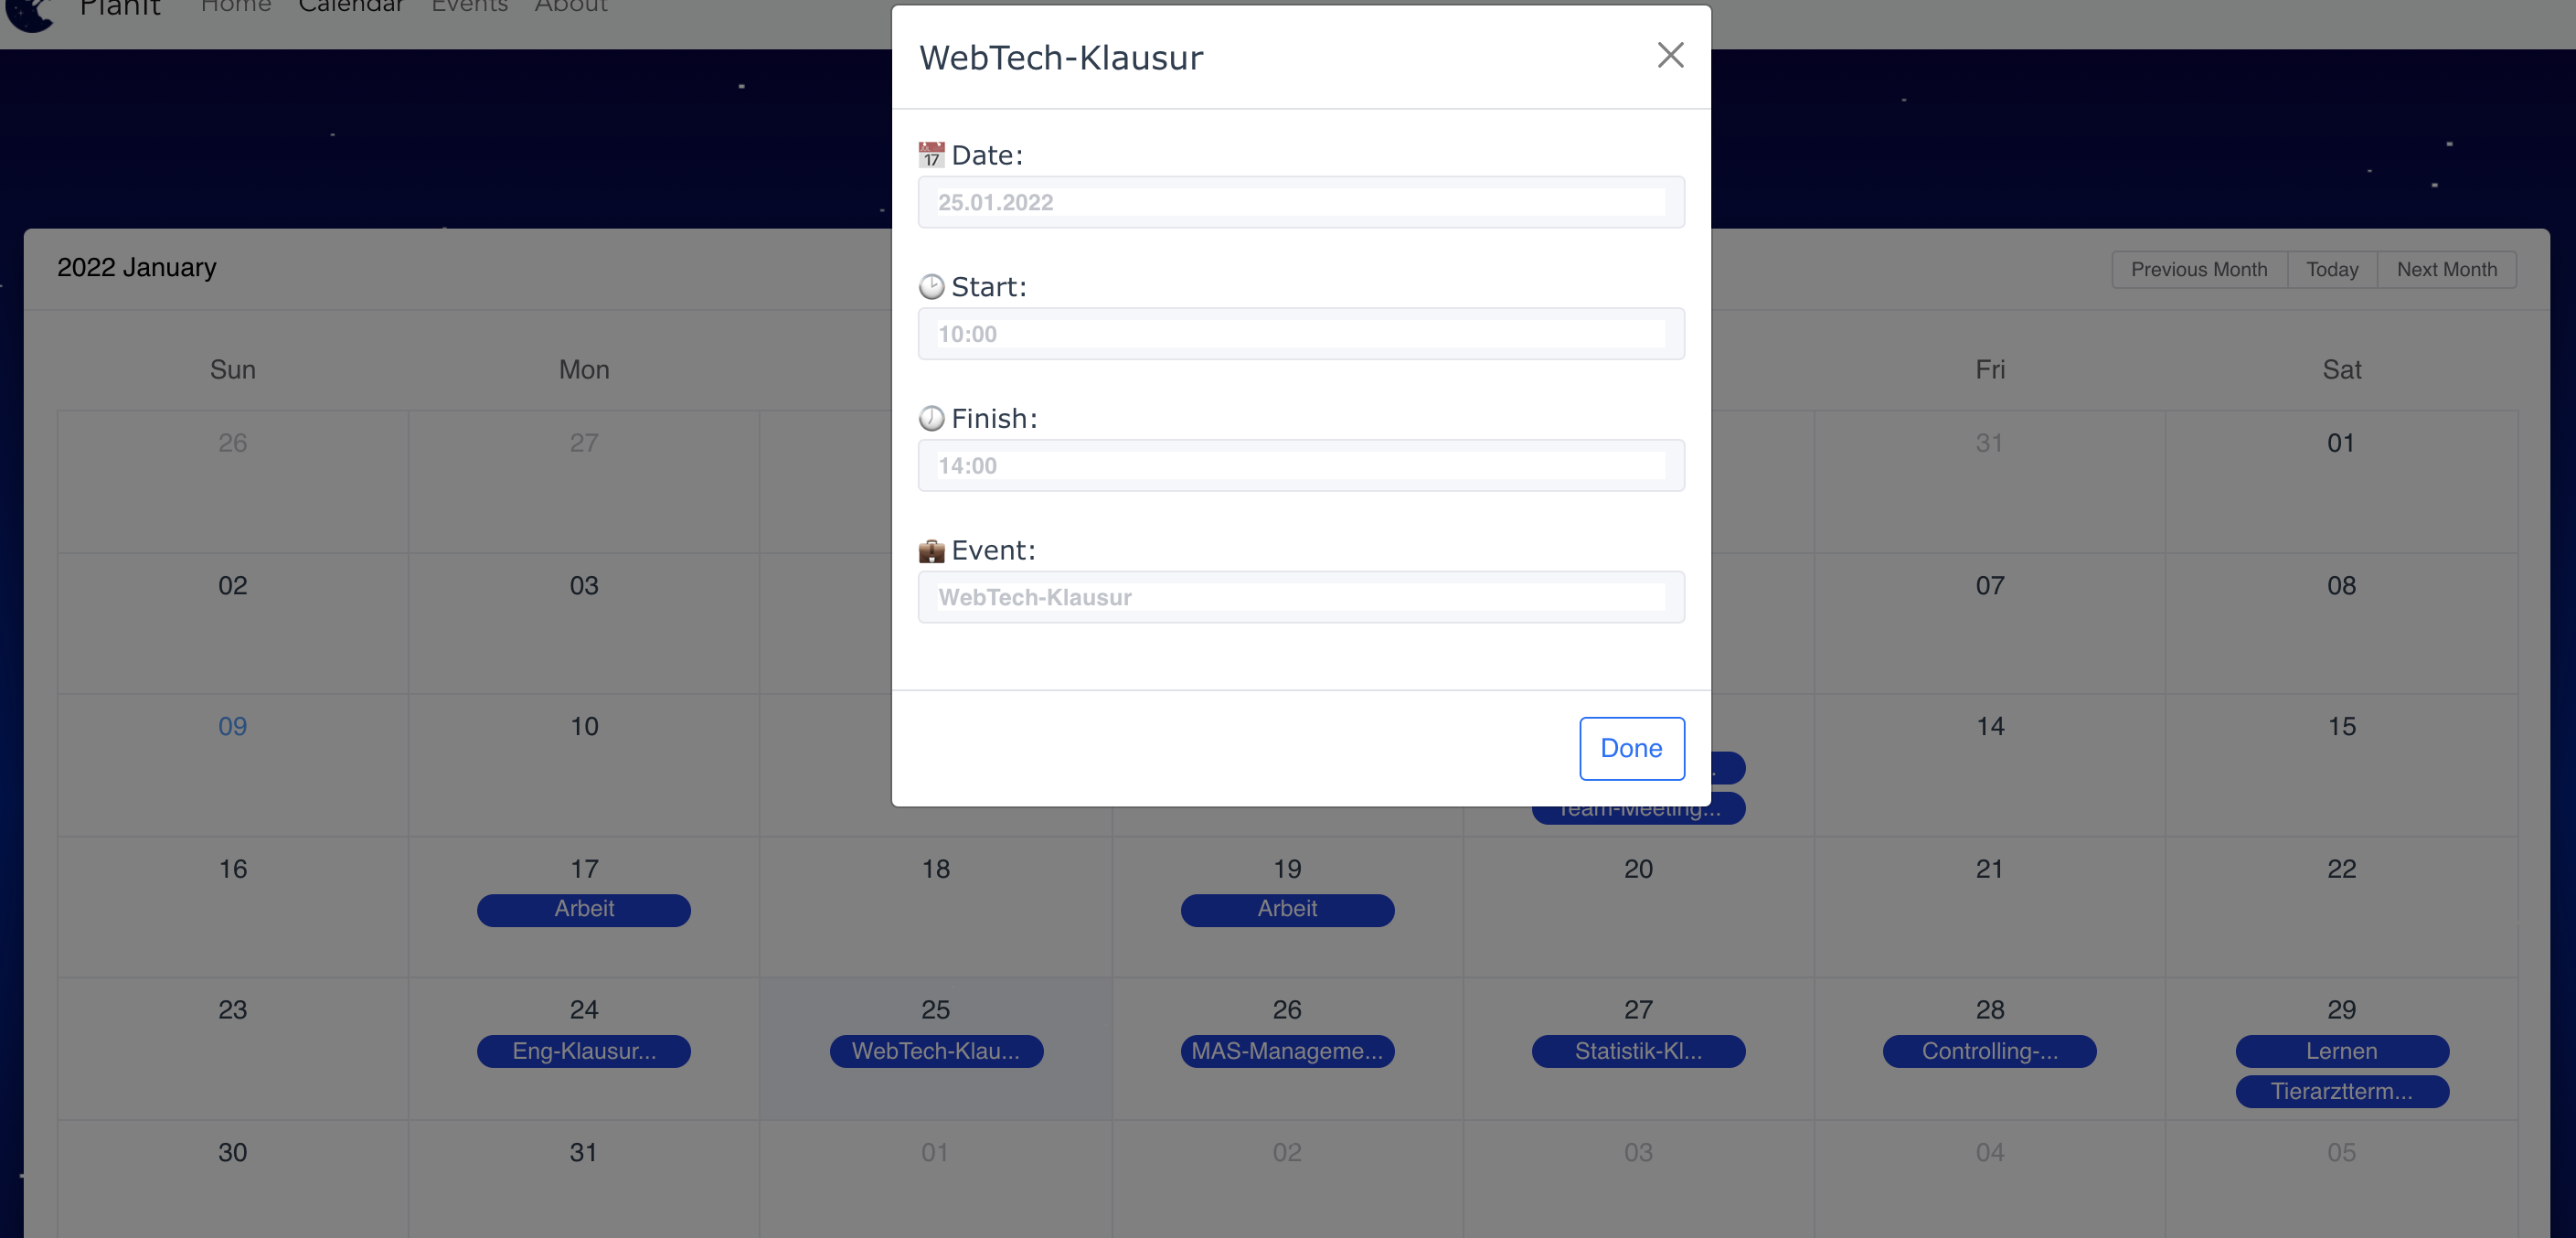 PlanIt Home Calendar Events About
WebTech-Klausur
17
Date:
25.01.2022
Start:
10:00
Finish:
14:00
Event:
WebTech-Klausur
Done
2022 January
Previous Month Today Next Month
Sun Mon Fri Sat
26 27 31 01
02 03 07 08
09 10 14 15
Team-Meeting...
16 17 18 19 20 21 22
Arbeit Arbeit
23 24 25 26 27 28 29
Eng-Klausur... WebTech-Klau... MAS-Manageme... Statistik-Kl... Controlling-... Lernen
Tierarztterm...
30 31 01 02 03 04 05